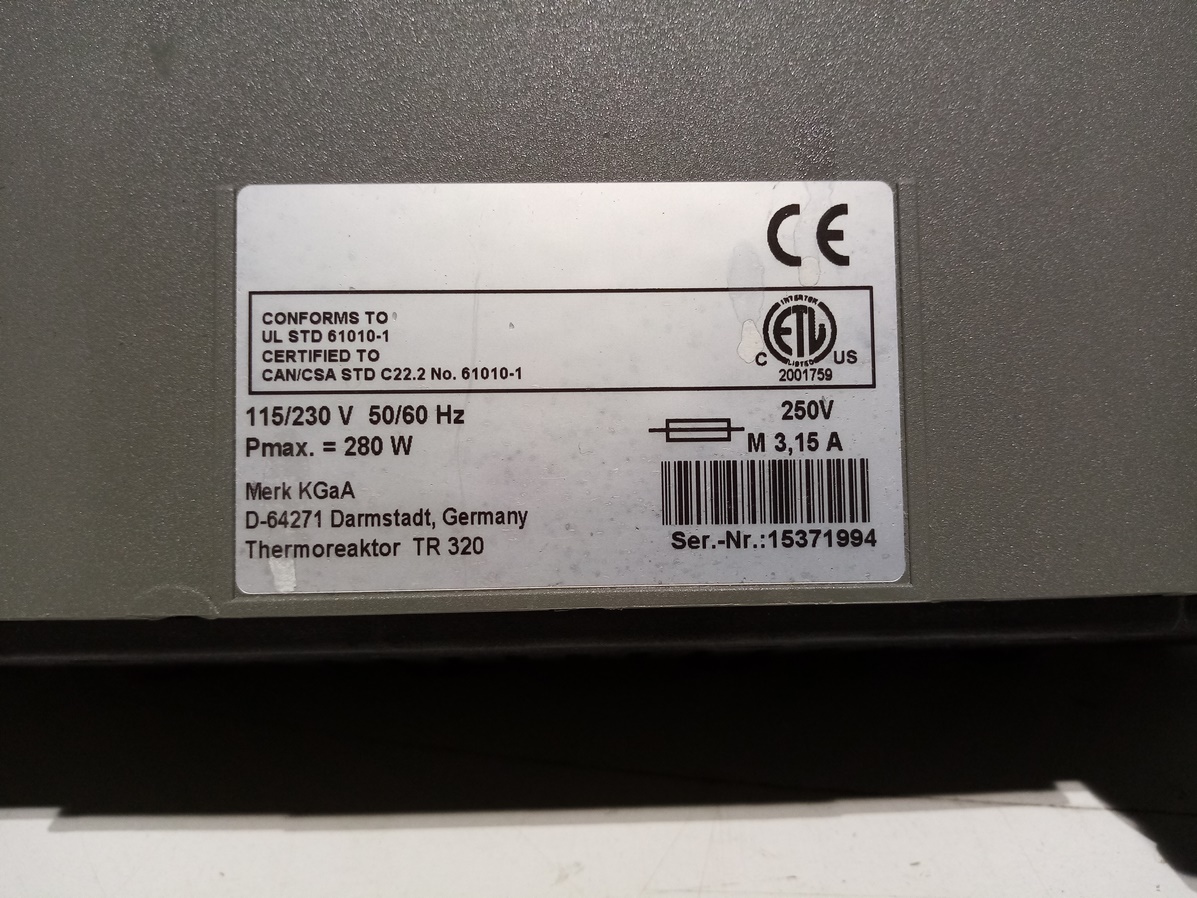 CE
CONFORMS TO
UL STD 61010-1
CERTIFIED TO
CAN/CSA STD C22.2 No. 61010-1
INTERTEK
ETL
LISTED
C US
2001759
115/230 V 50/60 Hz
Pmax. = 280 W
250V
M 3,15 A
Merk KGaA
D-64271 Darmstadt, Germany
Thermoreaktor TR 320
Ser.-Nr.:15371994